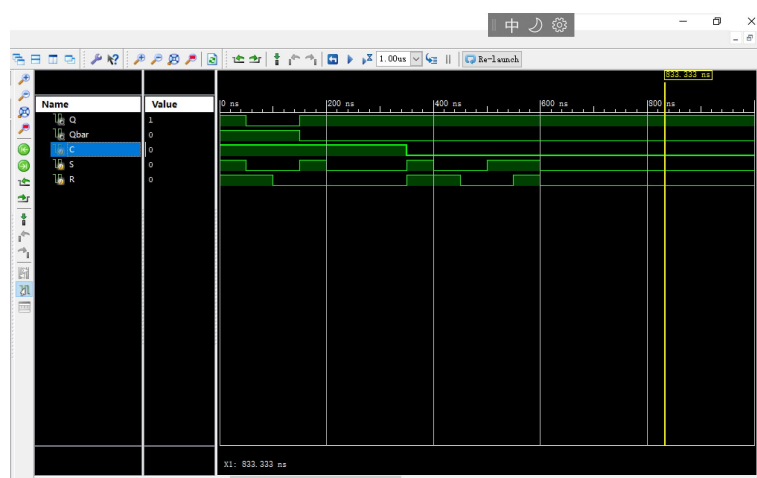 中
1.00us
Re-launch
833.333 ns
Name
Value
0 ns
200 ns
400 ns
600 ns
800 ns
Q
1
Qbar
0
C
0
S
0
R
0
X1: 833.333 ns